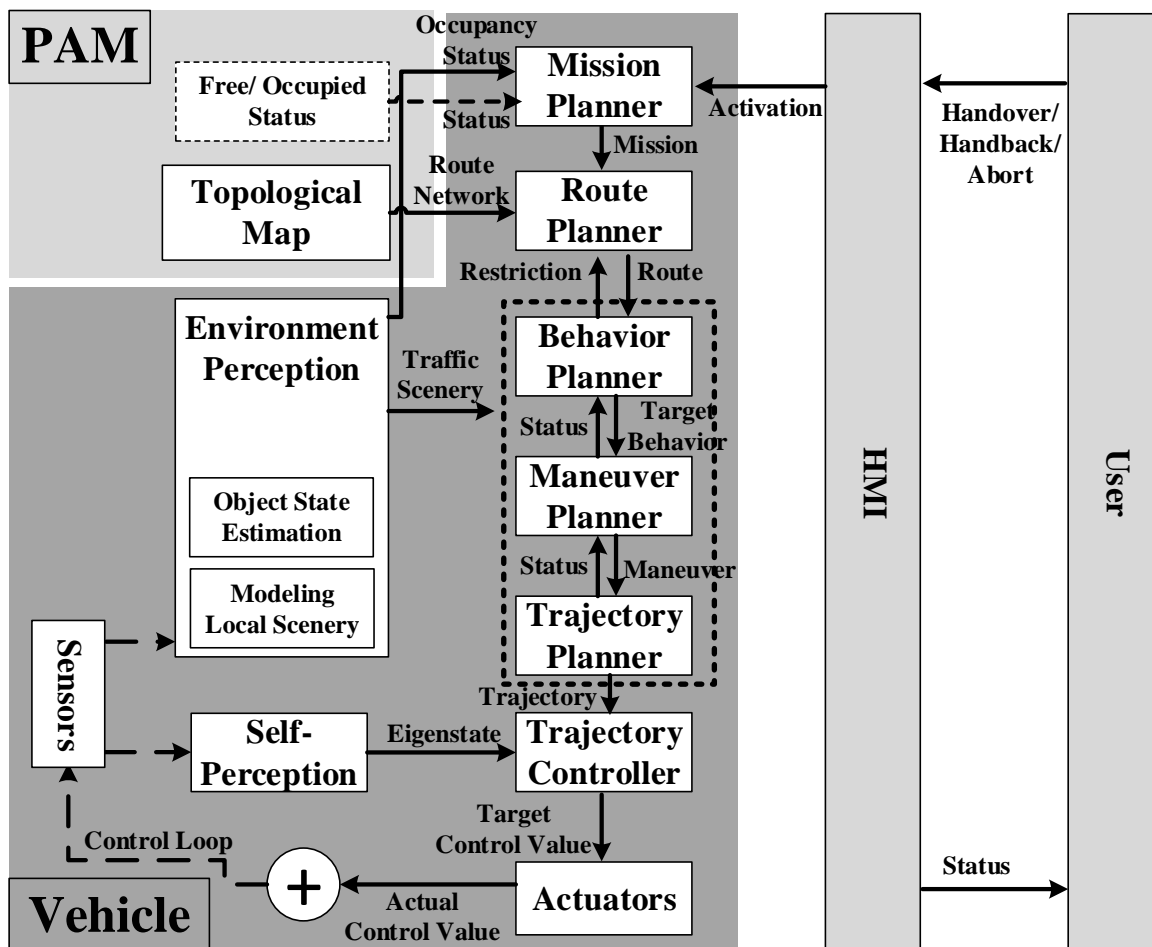 PAM
Free/ Occupied
Status
Topological
Map
Occupancy
Status
Status
Route
Network
Mission
Planner
Activation
Mission
Route
Planner
Restriction
Route
Environment
Perception
Object State
Estimation
Modeling
Local Scenery
Traffic
Scenery
Behavior
Planner
Status
Target
Behavior
Maneuver
Planner
Status
Maneuver
Trajectory
Planner
Trajectory
Sensors
Self-
Perception
Eigenstate
Trajectory
Controller
Target
Control Value
Control Loop
+
Actual
Control Value
Actuators
Vehicle
HMI
Handover/
Handback/
Abort
Status
User